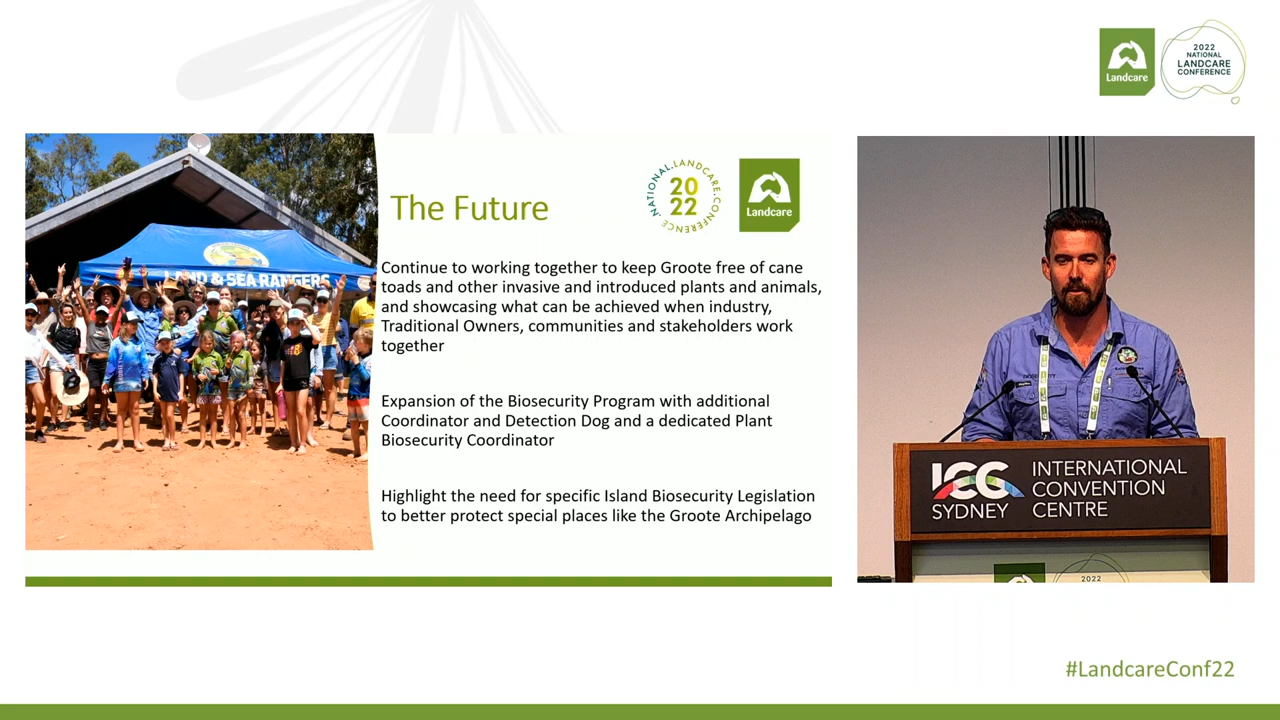 Landcare
2022
NATIONAL
LANDCARE
CONFERENCE
The Future
NATIONAL.LANDCARE.CONFERENCE
20
22
Landcare
LAND & SEA RANGERS
Continue to working together to keep Groote free of cane
toads and other invasive and introduced plants and animals,
and showcasing what can be achieved when industry,
Traditional Owners, communities and stakeholders work
together
Expansion of the Biosecurity Program with additional
Coordinator and Detection Dog and a dedicated Plant
Biosecurity Coordinator
Highlight the need for specific Island Biosecurity Legislation
to better protect special places like the Groote Archipelago
ICC
SYDNEY
INTERNATIONAL
CONVENTION
CENTRE
2022
#LandcareConf22